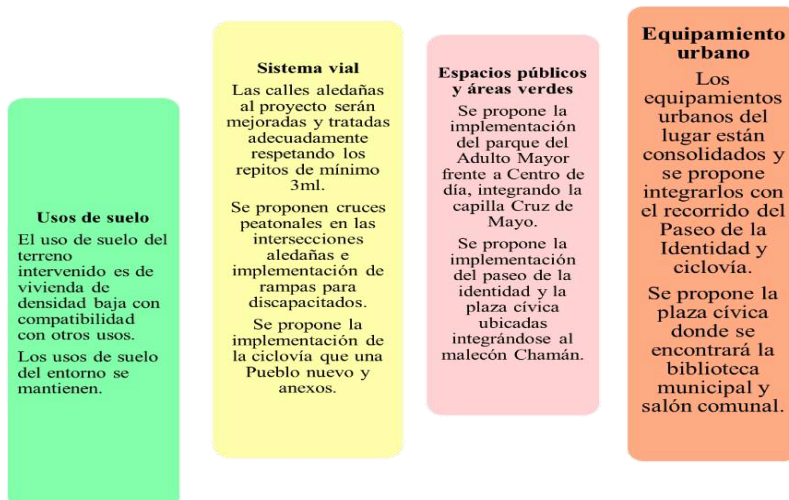 Usos de suelo
El uso de suelo del
terreno
intervenido es de
vivienda de
densidad baja con
compatibilidad
con otros usos.
Los usos de suelo
del entorno se
mantienen.
Sistema vial
Las calles aledañas
al proyecto serán
mejoradas y tratadas
adecuadamente
respetando los
repitos de mínimo
3ml.
Se proponen cruces
peatonales en las
intersecciones
aledañas e
implementación de
rampas para
discapacitados.
Se propone la
implementación de
la ciclovía que una
Pueblo nuevo y
anexos.
Espacios públicos
y áreas verdes
Se propone la
implementación
del parque del
Adulto Mayor
frente a Centro de
día, integrando la
capilla Cruz de
Mayo.
Se propone la
implementación
del paseo de la
identidad y la
plaza cívica
ubicadas
integrándose al
malecón Chamán.
Equipamiento
urbano
Los
equipamientos
urbanos del
lugar están
consolidados y
se propone
integrarlos con
el recorrido del
Paseo de la
Identidad y
ciclovía.
Se propone la
plaza cívica
donde se
encontrará la
biblioteca
municipal y
salón comunal.